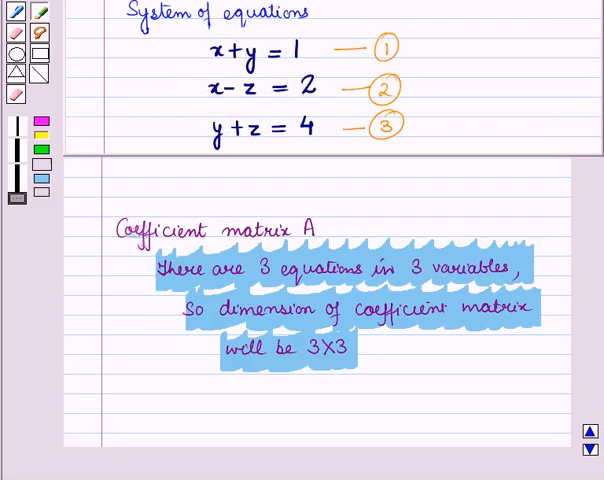 System of equations
x+y = 1 — ①
x- z = 2 — ②
y+z = 4 — ③
Coefficient matrix A
There are 3 equations in 3 variables,
So dimension of coefficient matrix
will be 3X3